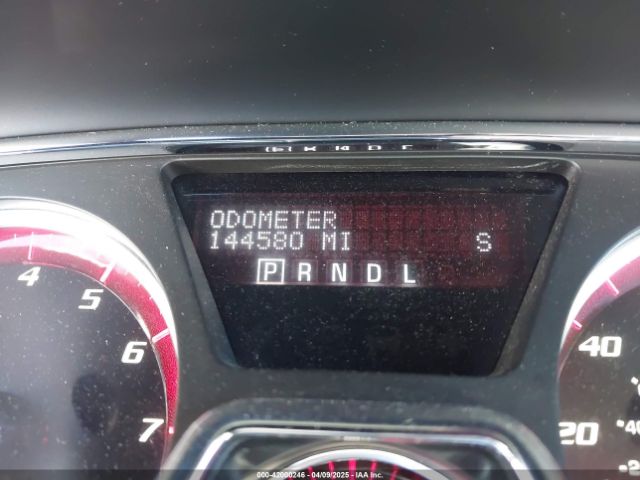 ODOMETER
144580 MI S
P R N D L
4 5 6 7
40
20
000-42000246 - 04/09/2025 - IAA Inc.